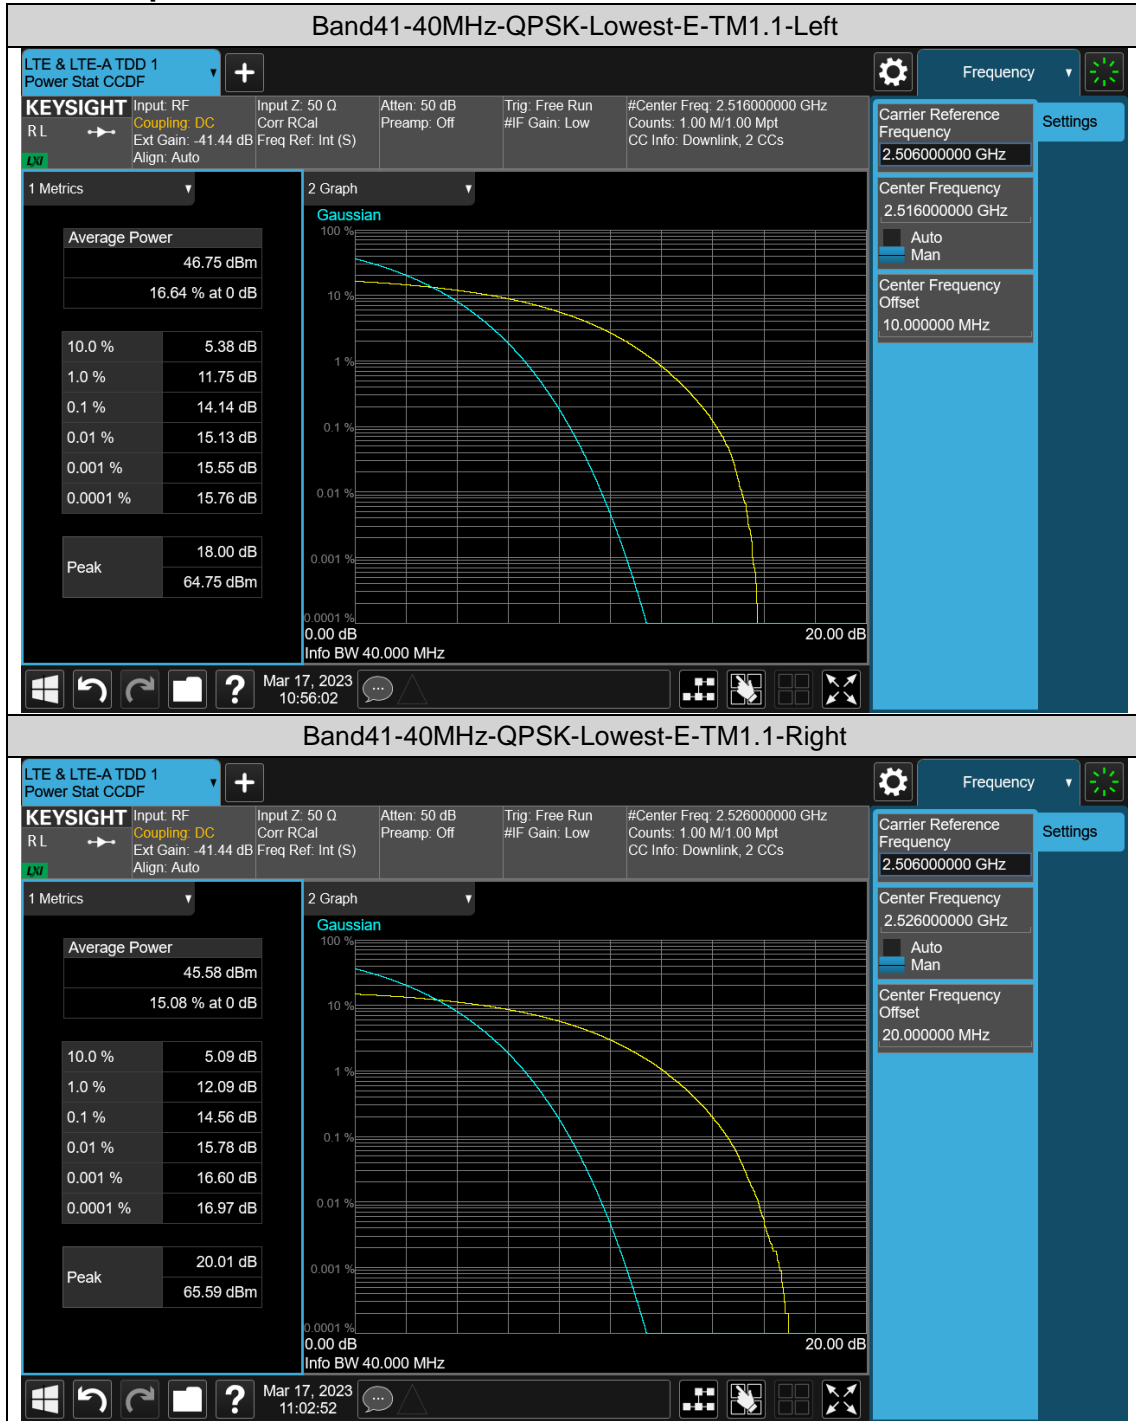 Band41-40MHz-QPSK-Lowest-E-TM1.1-Left
LTE & LTE-A TDD 1
Power Stat CCDF
Frequency
KEYSIGHT
R L
LXI
Input: RF
Coupling: DC
Ext Gain: -41.44 dB
Align: Auto
Input Z: 50 Ω
Corr RCal
Freq Ref: Int (S)
Atten: 50 dB
Preamp: Off
Trig: Free Run
#IF Gain: Low
#Center Freq: 2.516000000 GHz
Counts: 1.00 M/1.00 Mpt
CC Info: Downlink, 2 CCs
Carrier Reference
Frequency
2.506000000 GHz
Settings
Center Frequency
2.516000000 GHz
Auto
Man
Center Frequency
Offset
10.000000 MHz
1 Metrics
Average Power
46.75 dBm
16.64 % at 0 dB
10.0 % 5.38 dB
1.0 % 11.75 dB
0.1 % 14.14 dB
0.01 % 15.13 dB
0.001 % 15.55 dB
0.0001 % 15.76 dB
Peak
18.00 dB
64.75 dBm
2 Graph
Gaussian
100 %
10 %
1 %
0.1 %
0.01 %
0.001 %
0.0001 %
0.00 dB 20.00 dB
Info BW 40.000 MHz
Mar 17, 2023
10:56:02
Band41-40MHz-QPSK-Lowest-E-TM1.1-Right
LTE & LTE-A TDD 1
Power Stat CCDF
Frequency
KEYSIGHT
R L
LXI
Input: RF
Coupling: DC
Ext Gain: -41.44 dB
Align: Auto
Input Z: 50 Ω
Corr RCal
Freq Ref: Int (S)
Atten: 50 dB
Preamp: Off
Trig: Free Run
#IF Gain: Low
#Center Freq: 2.526000000 GHz
Counts: 1.00 M/1.00 Mpt
CC Info: Downlink, 2 CCs
Carrier Reference
Frequency
2.506000000 GHz
Settings
Center Frequency
2.526000000 GHz
Auto
Man
Center Frequency
Offset
20.000000 MHz
1 Metrics
Average Power
45.58 dBm
15.08 % at 0 dB
10.0 % 5.09 dB
1.0 % 12.09 dB
0.1 % 14.56 dB
0.01 % 15.78 dB
0.001 % 16.60 dB
0.0001 % 16.97 dB
Peak
20.01 dB
65.59 dBm
2 Graph
Gaussian
100 %
10 %
1 %
0.1 %
0.01 %
0.001 %
0.0001 %
0.00 dB 20.00 dB
Info BW 40.000 MHz
Mar 17, 2023
11:02:52